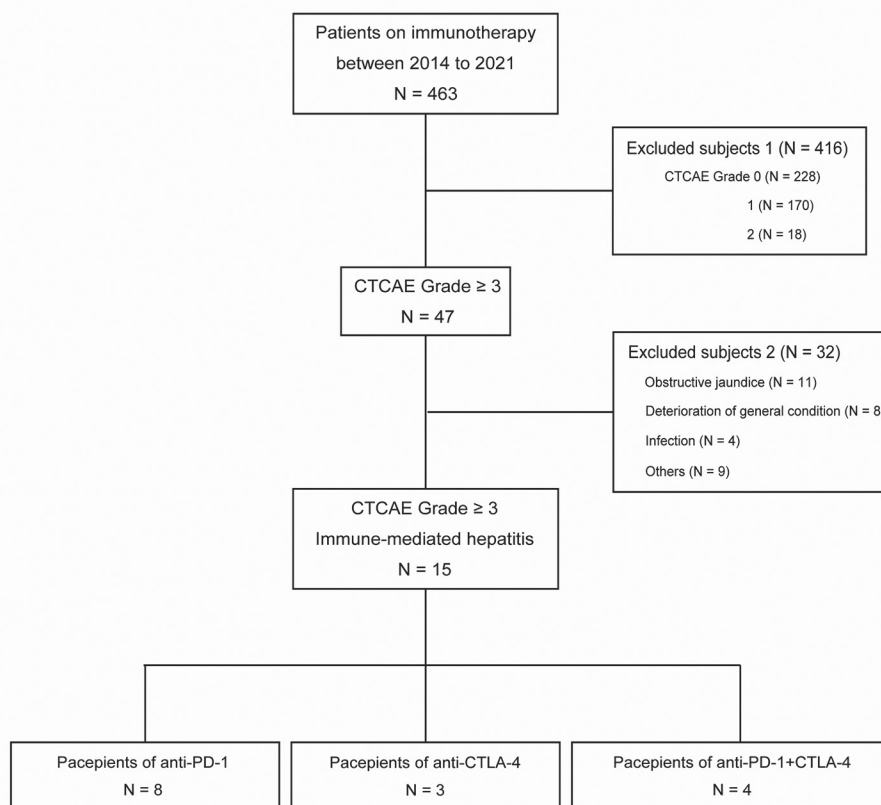 Patients on immunotherapy
between 2014 to 2021
N = 463
Excluded subjects 1 (N = 416)
CTCAE Grade 0 (N = 228)
1 (N = 170)
2 (N = 18)
CTCAE Grade ≥ 3
N = 47
Excluded subjects 2 (N = 32)
Obstructive jaundice (N = 11)
Deterioration of general condition (N = 8
Infection (N = 4)
Others (N = 9)
CTCAE Grade ≥ 3
Immune-mediated hepatitis
N = 15
Pacepients of anti-PD-1
N = 8
Pacepients of anti-CTLA-4
N = 3
Pacepients of anti-PD-1+CTLA-4
N = 4